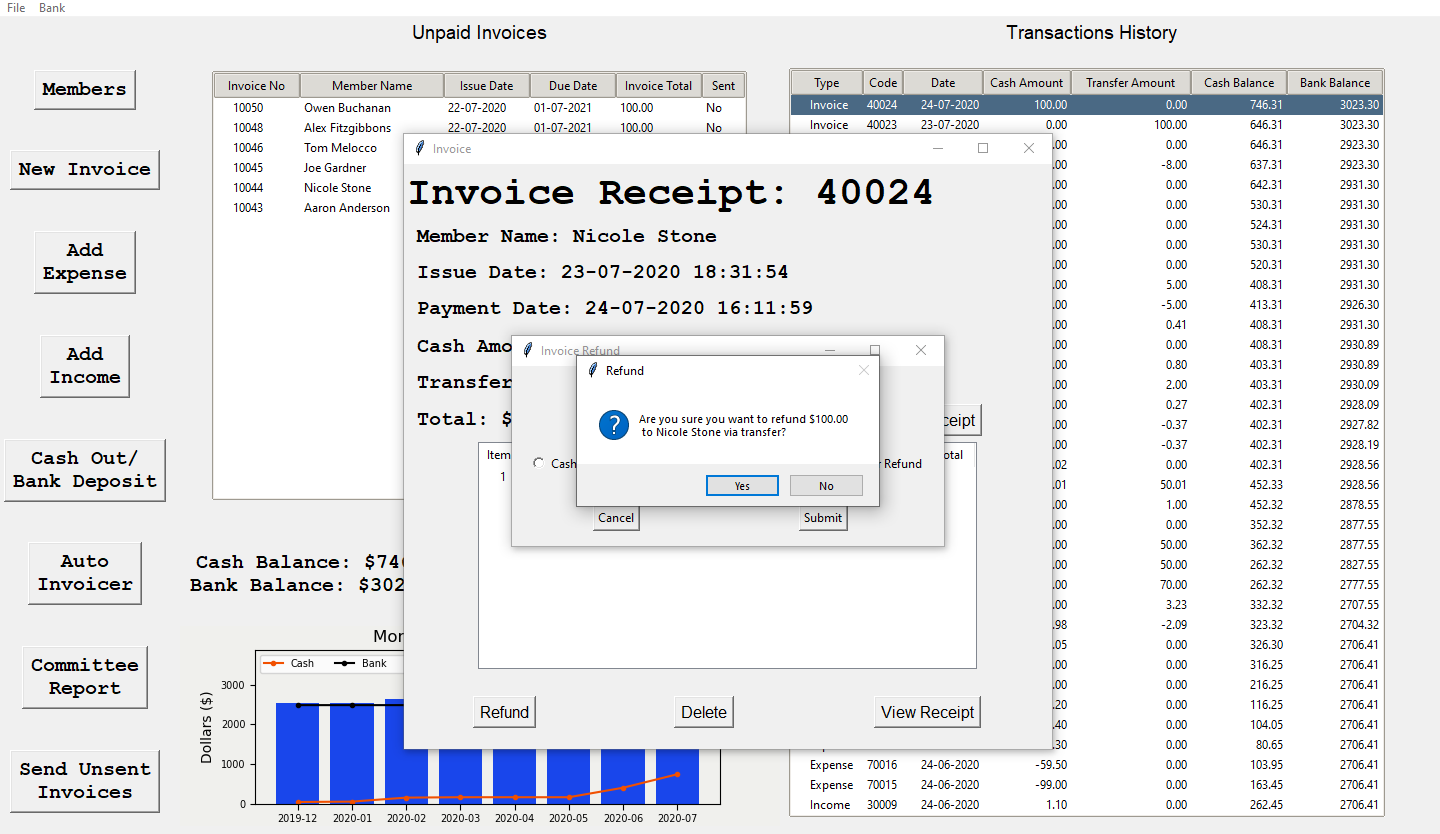 File Bank
Unpaid Invoices
Transactions History
Members
New Invoice
Add
Expense
Add
Income
Cash Out/
Bank Deposit
Auto
Invoicer
Committee
Report
Send Unsent
Invoices
Invoice No Member Name Issue Date Due Date Invoice Total Sent
10050 Owen Buchanan 22-07-2020 01-07-2021 100.00 No
10048 Alex Fitzgibbons 22-07-2020 01-07-2021 100.00 No
10046 Tom Melocco
10045 Joe Gardner
10044 Nicole Stone
10043 Aaron Anderson
Cash Balance: $74
Bank Balance: $302
Mon
Cash Bank
Dollars ($)
3000
2000
1000
0
2019-12 2020-01 2020-02 2020-03 2020-04 2020-05 2020-06 2020-07
Invoice
Invoice Receipt: 40024
Member Name: Nicole Stone
Issue Date: 23-07-2020 18:31:54
Payment Date: 24-07-2020 16:11:59
Cash Amo
Transfer
Total: $
ceipt
Item otal
1
Refund Delete View Receipt
Invoice Refund
Cash r Refund
Cancel Submit
Refund
Are you sure you want to refund $100.00
to Nicole Stone via transfer?
Yes No
Type Code Date Cash Amount Transfer Amount Cash Balance Bank Balance
Invoice 40024 24-07-2020 100.00 0.00 746.31 3023.30
Invoice 40023 23-07-2020 0.00 100.00 646.31 3023.30
.00 0.00 646.31 2923.30
.00 -8.00 637.31 2923.30
.00 0.00 642.31 2931.30
.00 0.00 530.31 2931.30
.00 0.00 524.31 2931.30
.00 0.00 530.31 2931.30
.00 0.00 520.31 2931.30
.00 5.00 408.31 2931.30
.00 -5.00 413.31 2926.30
.00 0.41 408.31 2931.30
.00 0.00 408.31 2930.89
.00 0.80 403.31 2930.89
.00 2.00 403.31 2930.09
.00 0.27 402.31 2928.09
.00 -0.37 402.31 2927.82
.00 -0.37 402.31 2928.19
.02 0.00 402.31 2928.56
.01 50.01 452.33 2928.56
.00 1.00 452.32 2878.55
.00 0.00 352.32 2877.55
.00 50.00 362.32 2877.55
.00 50.00 262.32 2827.55
.00 70.00 262.32 2777.55
.00 3.23 332.32 2707.55
.98 -2.09 323.32 2704.32
.05 0.00 326.30 2706.41
.00 0.00 316.25 2706.41
.00 0.00 216.25 2706.41
.20 0.00 116.25 2706.41
.40 0.00 104.05 2706.41
.30 0.00 80.65 2706.41
Expense 70016 24-06-2020 -59.50 0.00 103.95 2706.41
Expense 70015 24-06-2020 -99.00 0.00 163.45 2706.41
Income 30009 24-06-2020 1.10 0.00 262.45 2706.41